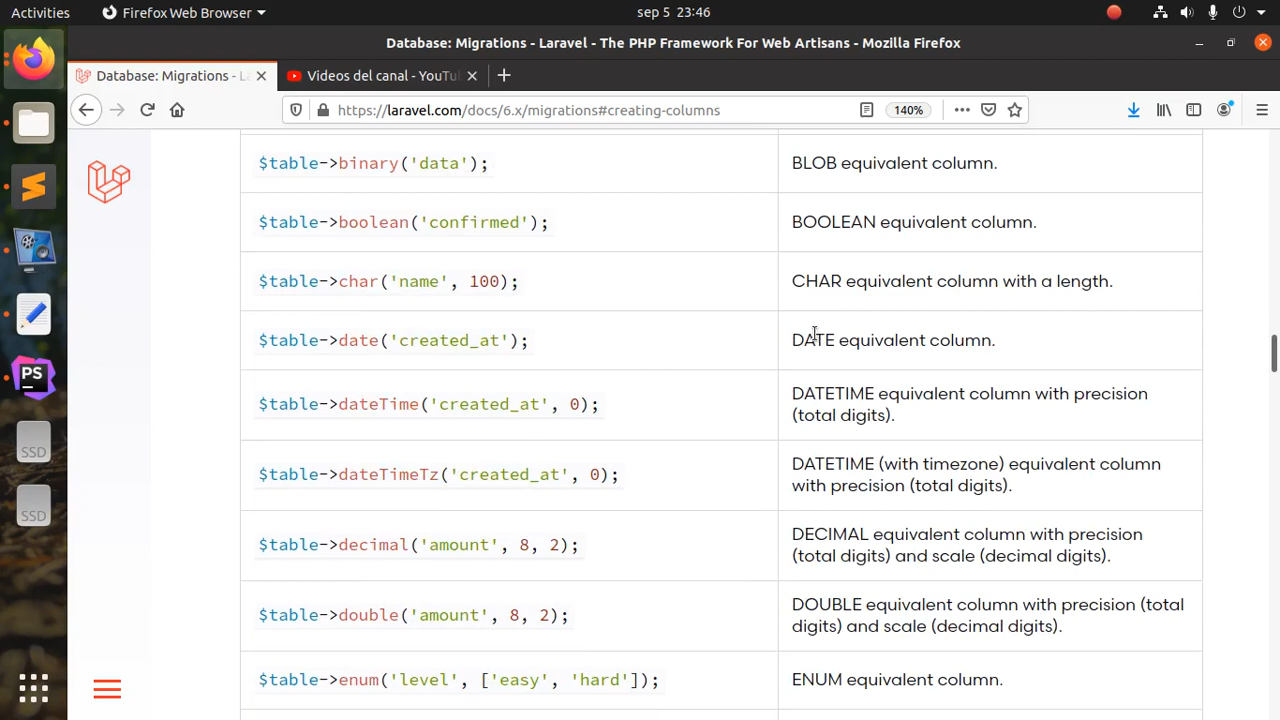 Activities
Firefox Web Browser
sep 5 23:46
Database: Migrations - Laravel - The PHP Framework For Web Artisans - Mozilla Firefox
Database: Migrations - La
Videos del canal - YouTu
https://laravel.com/docs/6.x/migrations#creating-columns
140%
$table->binary('data');
BLOB equivalent column.
$table->boolean('confirmed');
BOOLEAN equivalent column.
$table->char('name', 100);
CHAR equivalent column with a length.
$table->date('created_at');
DATE equivalent column.
$table->dateTime('created_at', 0);
DATETIME equivalent column with precision
(total digits).
$table->dateTimeTz('created_at', 0);
DATETIME (with timezone) equivalent column
with precision (total digits).
$table->decimal('amount', 8, 2);
DECIMAL equivalent column with precision
(total digits) and scale (decimal digits).
$table->double('amount', 8, 2);
DOUBLE equivalent column with precision (total
digits) and scale (decimal digits).
$table->enum('level', ['easy', 'hard']);
ENUM equivalent column.
PS
SSD
SSD